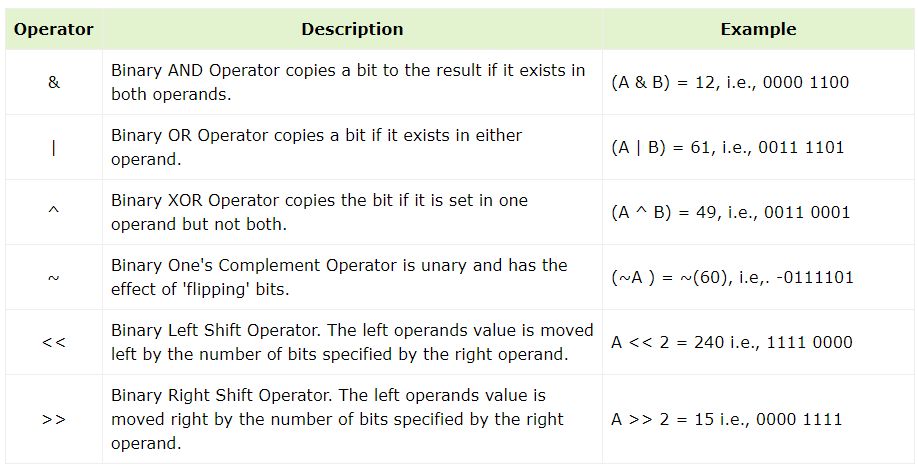 Operator Description Example
& Binary AND Operator copies a bit to the result if it exists in both operands. (A & B) = 12, i.e., 0000 1100
| Binary OR Operator copies a bit if it exists in either operand. (A | B) = 61, i.e., 0011 1101
^ Binary XOR Operator copies the bit if it is set in one operand but not both. (A ^ B) = 49, i.e., 0011 0001
~ Binary One's Complement Operator is unary and has the effect of 'flipping' bits. (~A ) = ~(60), i.e,. -0111101
<< Binary Left Shift Operator. The left operands value is moved left by the number of bits specified by the right operand. A << 2 = 240 i.e., 1111 0000
>> Binary Right Shift Operator. The left operands value is moved right by the number of bits specified by the right operand. A >> 2 = 15 i.e., 0000 1111